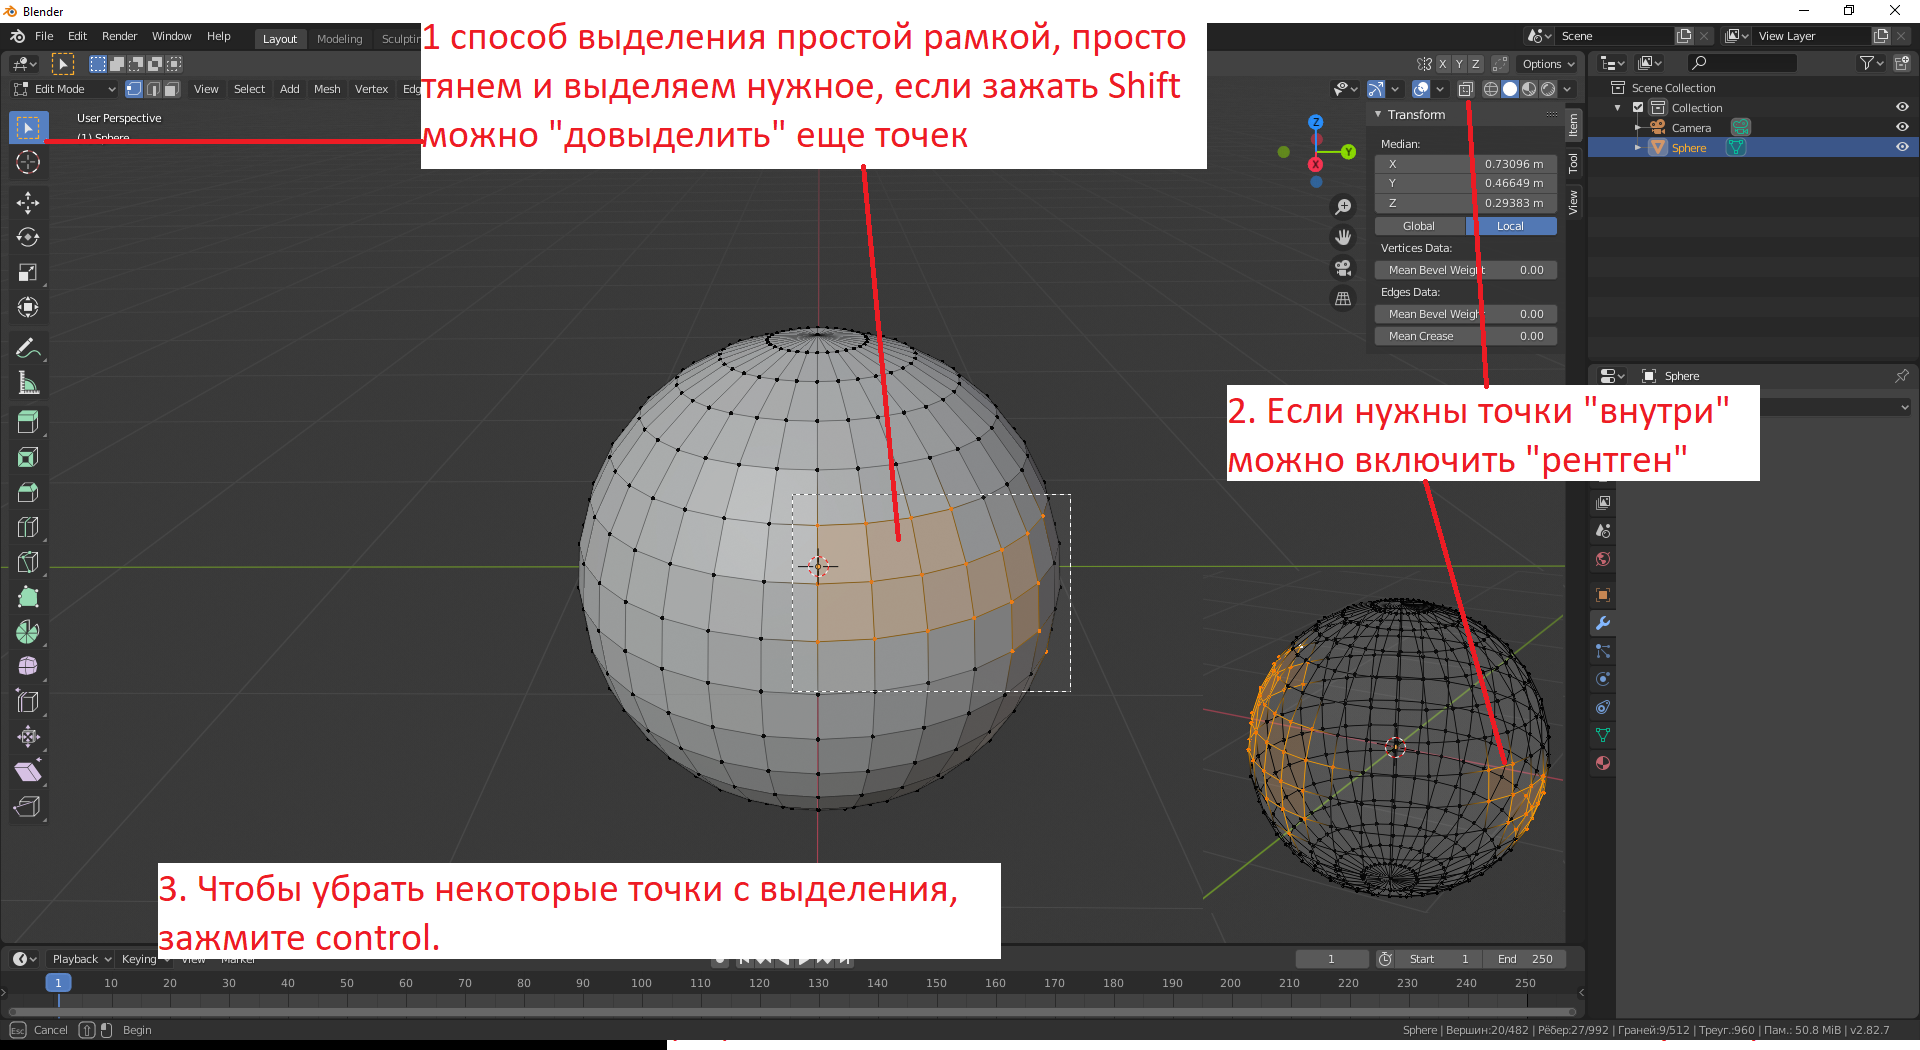 Blender
File Edit Render Window Help Layout Modeling
Scene
View Layer
1 способ выделения простой рамкой, просто
тянем и выделяем нужное, если зажать Shift
можно "довыделить" еще точек
X Y Z Options
Edit Mode View Select Add Mesh Vertex
User Perspective
(1) Sphere
Z
Y
X
Transform
Median:
X 0.73096 m
Y 0.46649 m
Z 0.29383 m
Global Local
Vertices Data:
Mean Bevel Weight 0.00
Edges Data:
Mean Bevel Weight 0.00
Mean Crease 0.00
Item
Tool
View
Scene Collection
Collection
Camera
Sphere
Sphere
2. Если нужны точки "внутри"
можно включить "рентген"
3. Чтобы убрать некоторые точки с выделения,
зажмите control.
Playback Keying View Marker
1 Start 1 End 250
1 10 20 30 40 50 60 70 80 90 100 110 120 130 140 150 160 170 180 190 200 210 220 230 240 250
Esc Cancel Begin
Sphere | Вершин:20/482 | Рёбер:27/992 | Граней:9/512 | Треуг.:960 | Пам.: 50.8 MiB | v2.82.7